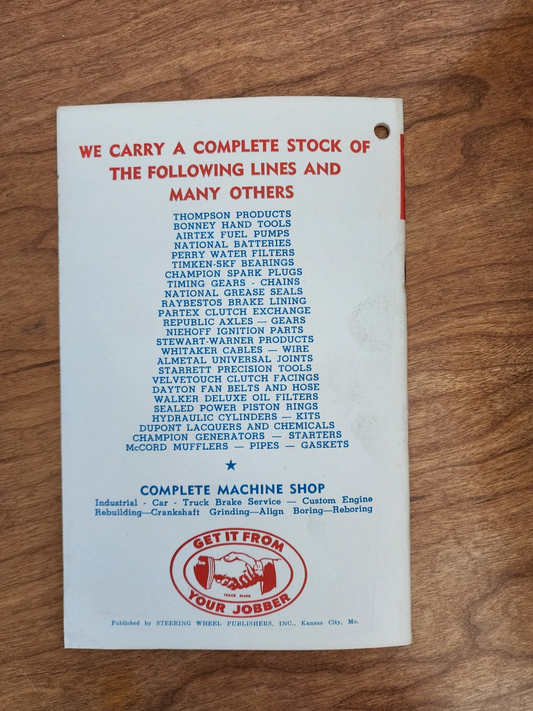 WE CARRY A COMPLETE STOCK OF
THE FOLLOWING LINES AND
MANY OTHERS
THOMPSON PRODUCTS
BONNEY HAND TOOLS
AIRTEX FUEL PUMPS
NATIONAL BATTERIES
PERRY WATER FILTERS
TIMKEN-SKF BEARINGS
CHAMPION SPARK PLUGS
TIMING GEARS - CHAINS
NATIONAL GREASE SEALS
RAYBESTOS BRAKE LINING
PARTEX CLUTCH EXCHANGE
REPUBLIC AXLES — GEARS
NIEHOFF IGNITION PARTS
STEWART-WARNER PRODUCTS
WHITAKER CABLES — WIRE
ALMETAL UNIVERSAL JOINTS
STARRETT PRECISION TOOLS
VELVETOUCH CLUTCH FACINGS
DAYTON FAN BELTS AND HOSE
WALKER DELUXE OIL FILTERS
SEALED POWER PISTON RINGS
HYDRAULIC CYLINDERS — KITS
DUPONT LACQUERS AND CHEMICALS
CHAMPION GENERATORS — STARTERS
McCORD MUFFLERS — PIPES — GASKETS
★
COMPLETE MACHINE SHOP
Industrial - Car - Truck Brake Service — Custom Engine
Rebuilding—Crankshaft Grinding—Align Boring—Reboring
GET IT FROM
TRADE MARK
YOUR JOBBER
Published by STEERING WHEEL PUBLISHERS, INC., Kansas City, Mo.